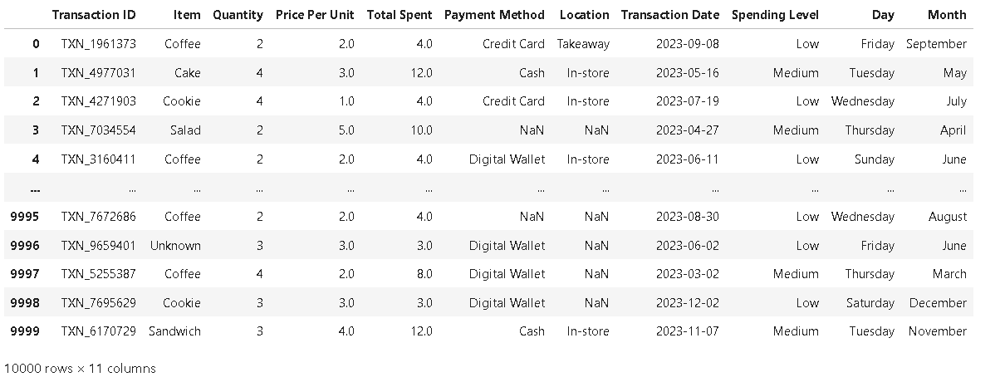 Transaction ID Item Quantity Price Per Unit Total Spent Payment Method Location Transaction Date Spending Level Day Month
0 TXN_1961373 Coffee 2 2.0 4.0 Credit Card Takeaway 2023-09-08 Low Friday September
1 TXN_4977031 Cake 4 3.0 12.0 Cash In-store 2023-05-16 Medium Tuesday May
2 TXN_4271903 Cookie 4 1.0 4.0 Credit Card In-store 2023-07-19 Low Wednesday July
3 TXN_7034554 Salad 2 5.0 10.0 NaN NaN 2023-04-27 Medium Thursday April
4 TXN_3160411 Coffee 2 2.0 4.0 Digital Wallet In-store 2023-06-11 Low Sunday June
... ... ... ... ... ... ... ... ... ... ... ...
9995 TXN_7672686 Coffee 2 2.0 4.0 NaN NaN 2023-08-30 Low Wednesday August
9996 TXN_9659401 Unknown 3 3.0 3.0 Digital Wallet NaN 2023-06-02 Low Friday June
9997 TXN_5255387 Coffee 4 2.0 8.0 Digital Wallet NaN 2023-03-02 Medium Thursday March
9998 TXN_7695629 Cookie 3 3.0 3.0 Digital Wallet NaN 2023-12-02 Low Saturday December
9999 TXN_6170729 Sandwich 3 4.0 12.0 Cash In-store 2023-11-07 Medium Tuesday November
10000 rows × 11 columns